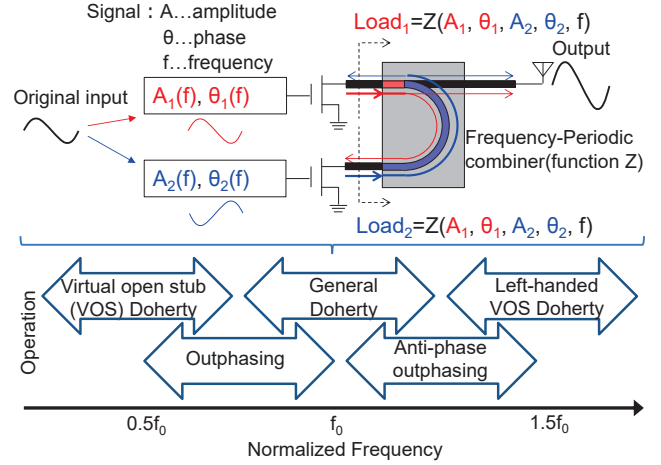 Signal : A…amplitude
θ…phase
f…frequency
Load1=Z(A1, θ1, A2, θ2, f)
Output
Original input
A1(f), θ1(f)
A2(f), θ2(f)
Frequency-Periodic
combiner(function Z)
Load2=Z(A1, θ1, A2, θ2, f)
Operation
Virtual open stub
(VOS) Doherty
General
Doherty
Left-handed
VOS Doherty
Outphasing
Anti-phase
outphasing
0.5f0
f0
1.5f0
Normalized Frequency